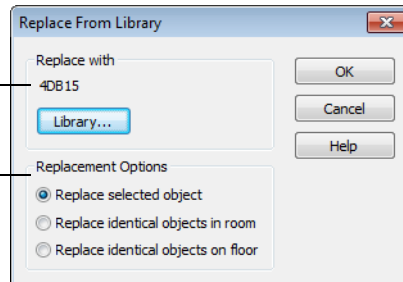 Replace From Library
Replace with
4DB15
Library...
OK
Cancel
Help
Replacement Options
Replace selected object
Replace identical objects in room
Replace identical objects on floor